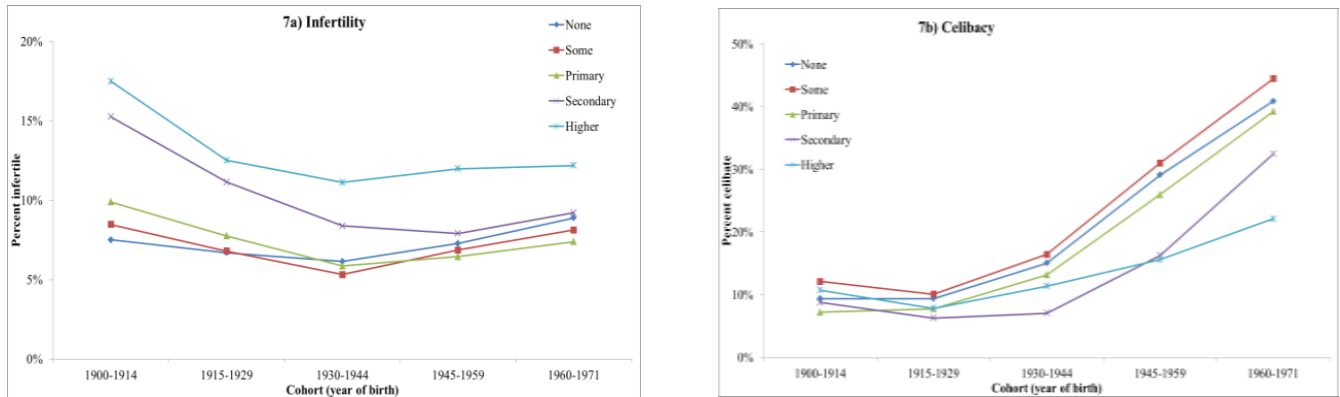 7a) Infertility
None
Some
Primary
Secondary
Higher
20%
15%
10%
5%
0%
Percent infertile
1900-1914 1915-1929 1930-1944 1945-1959 1960-1971
Cohort (year of birth)
7b) Celibacy
None
Some
Primary
Secondary
Higher
50%
40%
30%
20%
10%
0%
Percent celibate
1900-1914 1915-1929 1930-1944 1945-1959 1960-1971
Cohort (year of birth)